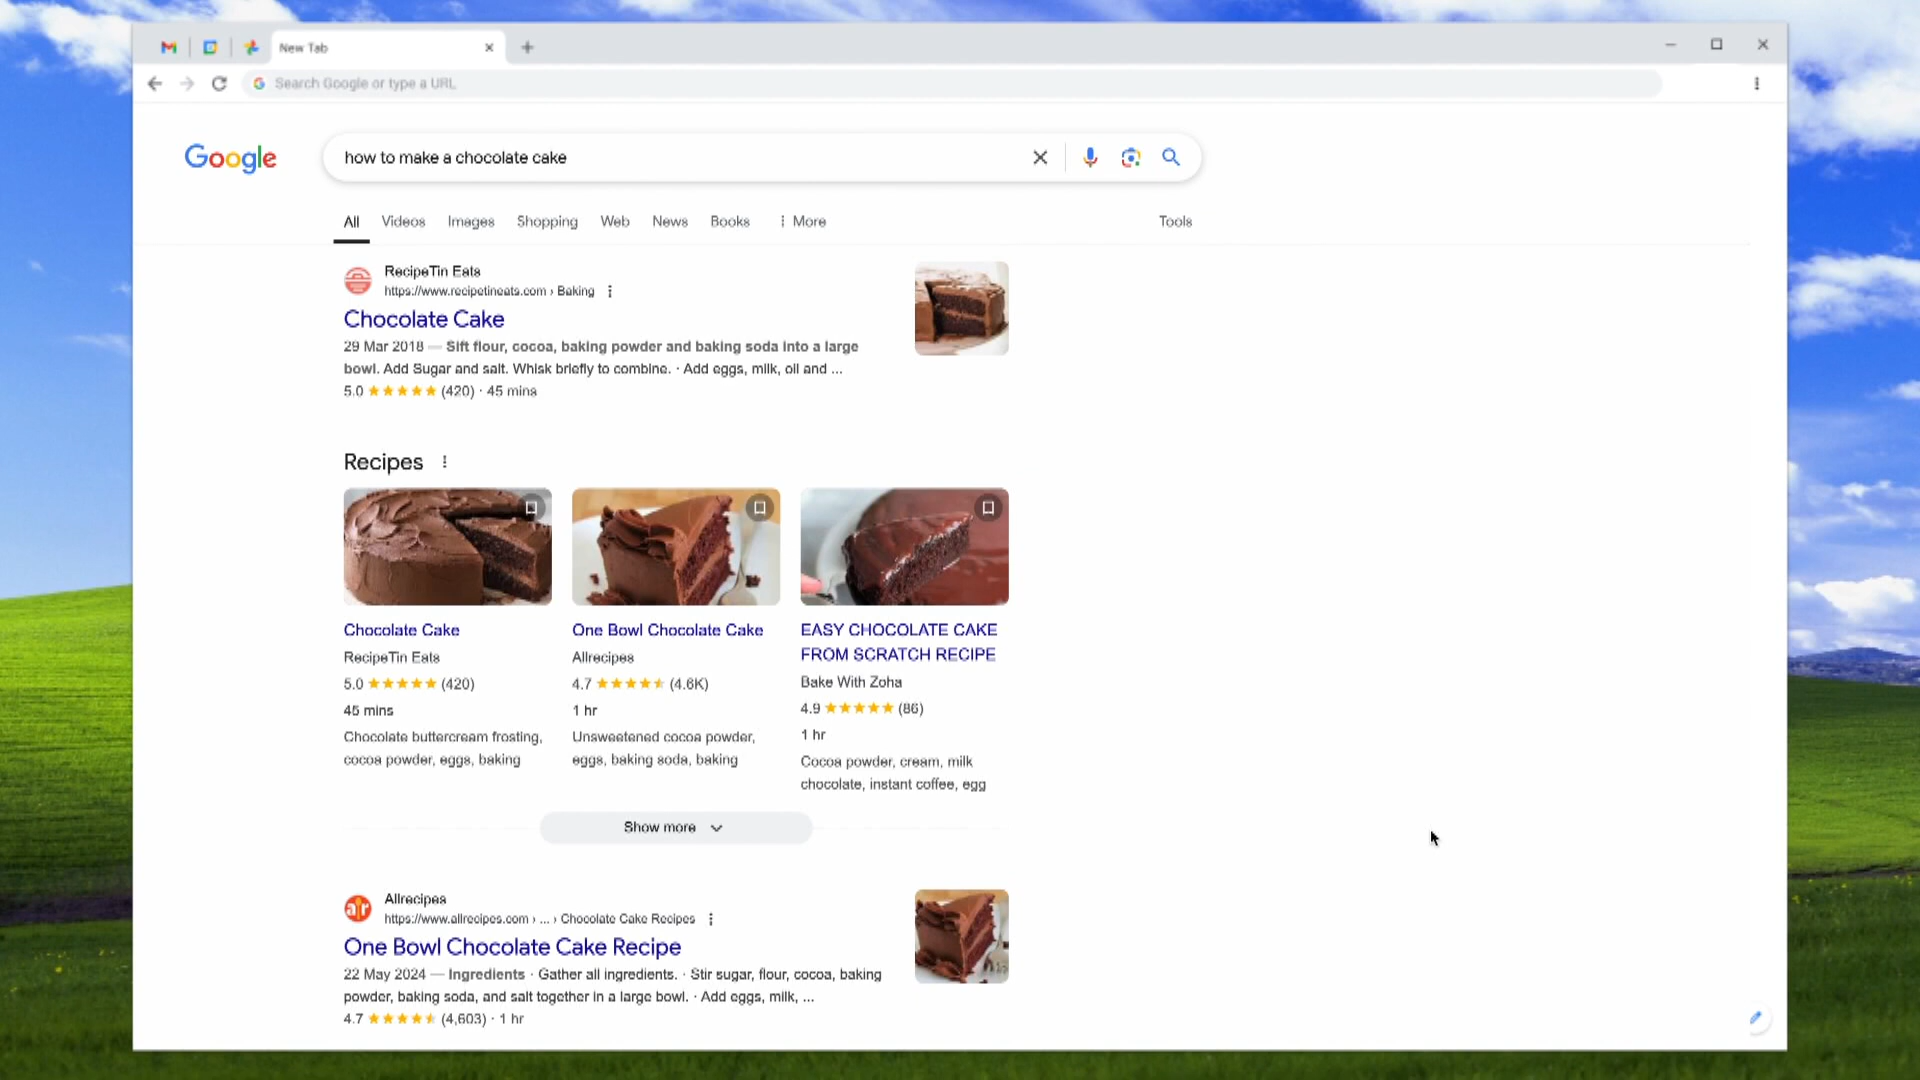 New Tab
Search Google or type a URL
Google
how to make a chocolate cake
All Videos Images Shopping Web News Books More Tools
RecipeTin Eats
https://www.recipetineats.com › Baking
Chocolate Cake
29 Mar 2018 — Sift flour, cocoa, baking powder and baking soda into a large
bowl. Add Sugar and salt. Whisk briefly to combine. · Add eggs, milk, oil and ...
5.0 (420) · 45 mins
Recipes
Chocolate Cake
RecipeTin Eats
5.0 (420)
45 mins
Chocolate buttercream frosting,
cocoa powder, eggs, baking
One Bowl Chocolate Cake
Allrecipes
4.7 (4.6K)
1 hr
Unsweetened cocoa powder,
eggs, baking soda, baking
EASY CHOCOLATE CAKE
FROM SCRATCH RECIPE
Bake With Zoha
4.9 (86)
1 hr
Cocoa powder, cream, milk
chocolate, instant coffee, egg
Show more
ar
Allrecipes
https://www.allrecipes.com › ... › Chocolate Cake Recipes
One Bowl Chocolate Cake Recipe
22 May 2024 — Ingredients · Gather all ingredients. · Stir sugar, flour, cocoa, baking
powder, baking soda, and salt together in a large bowl. · Add eggs, milk, ...
4.7 (4,603) · 1 hr